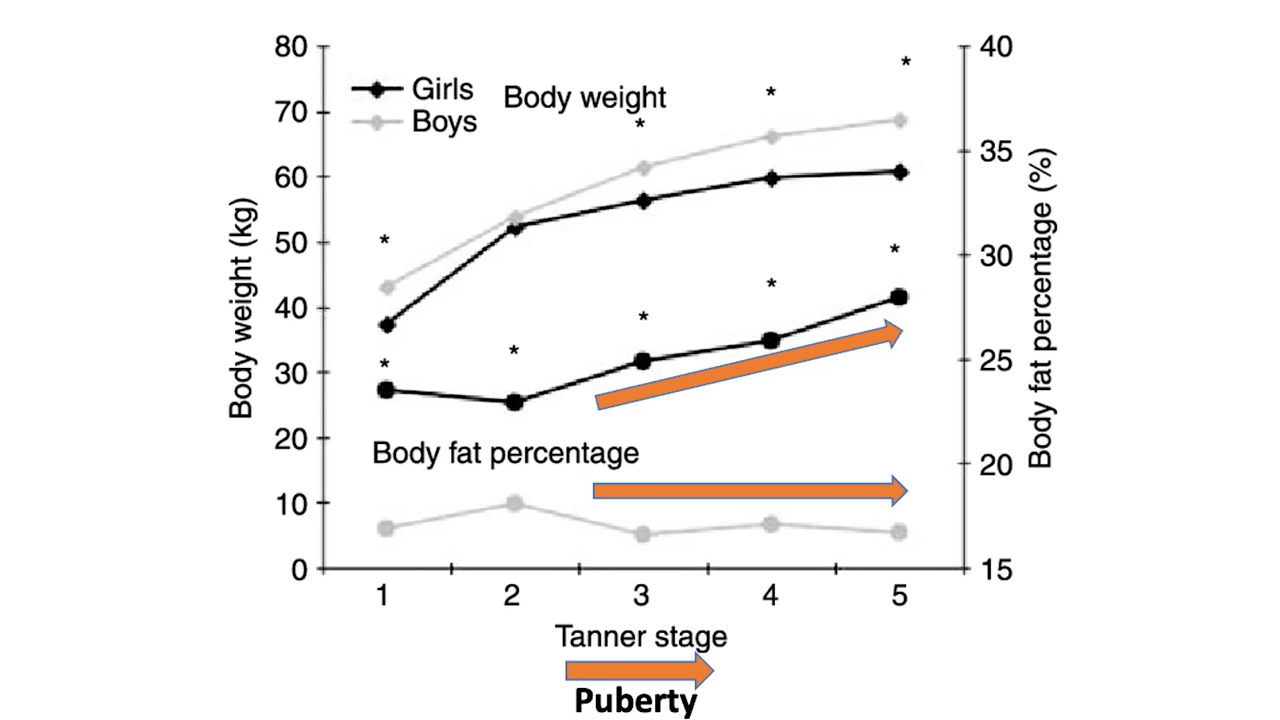 80
70
60
50
40
30
20
10
0
Body weight (kg)
Girls
Boys
Body weight
*
*
*
*
*
*
*
*
*
Body fat percentage
40
35
30
25
20
15
Body fat percentage (%)
1 2 3 4 5
Tanner stage
Puberty